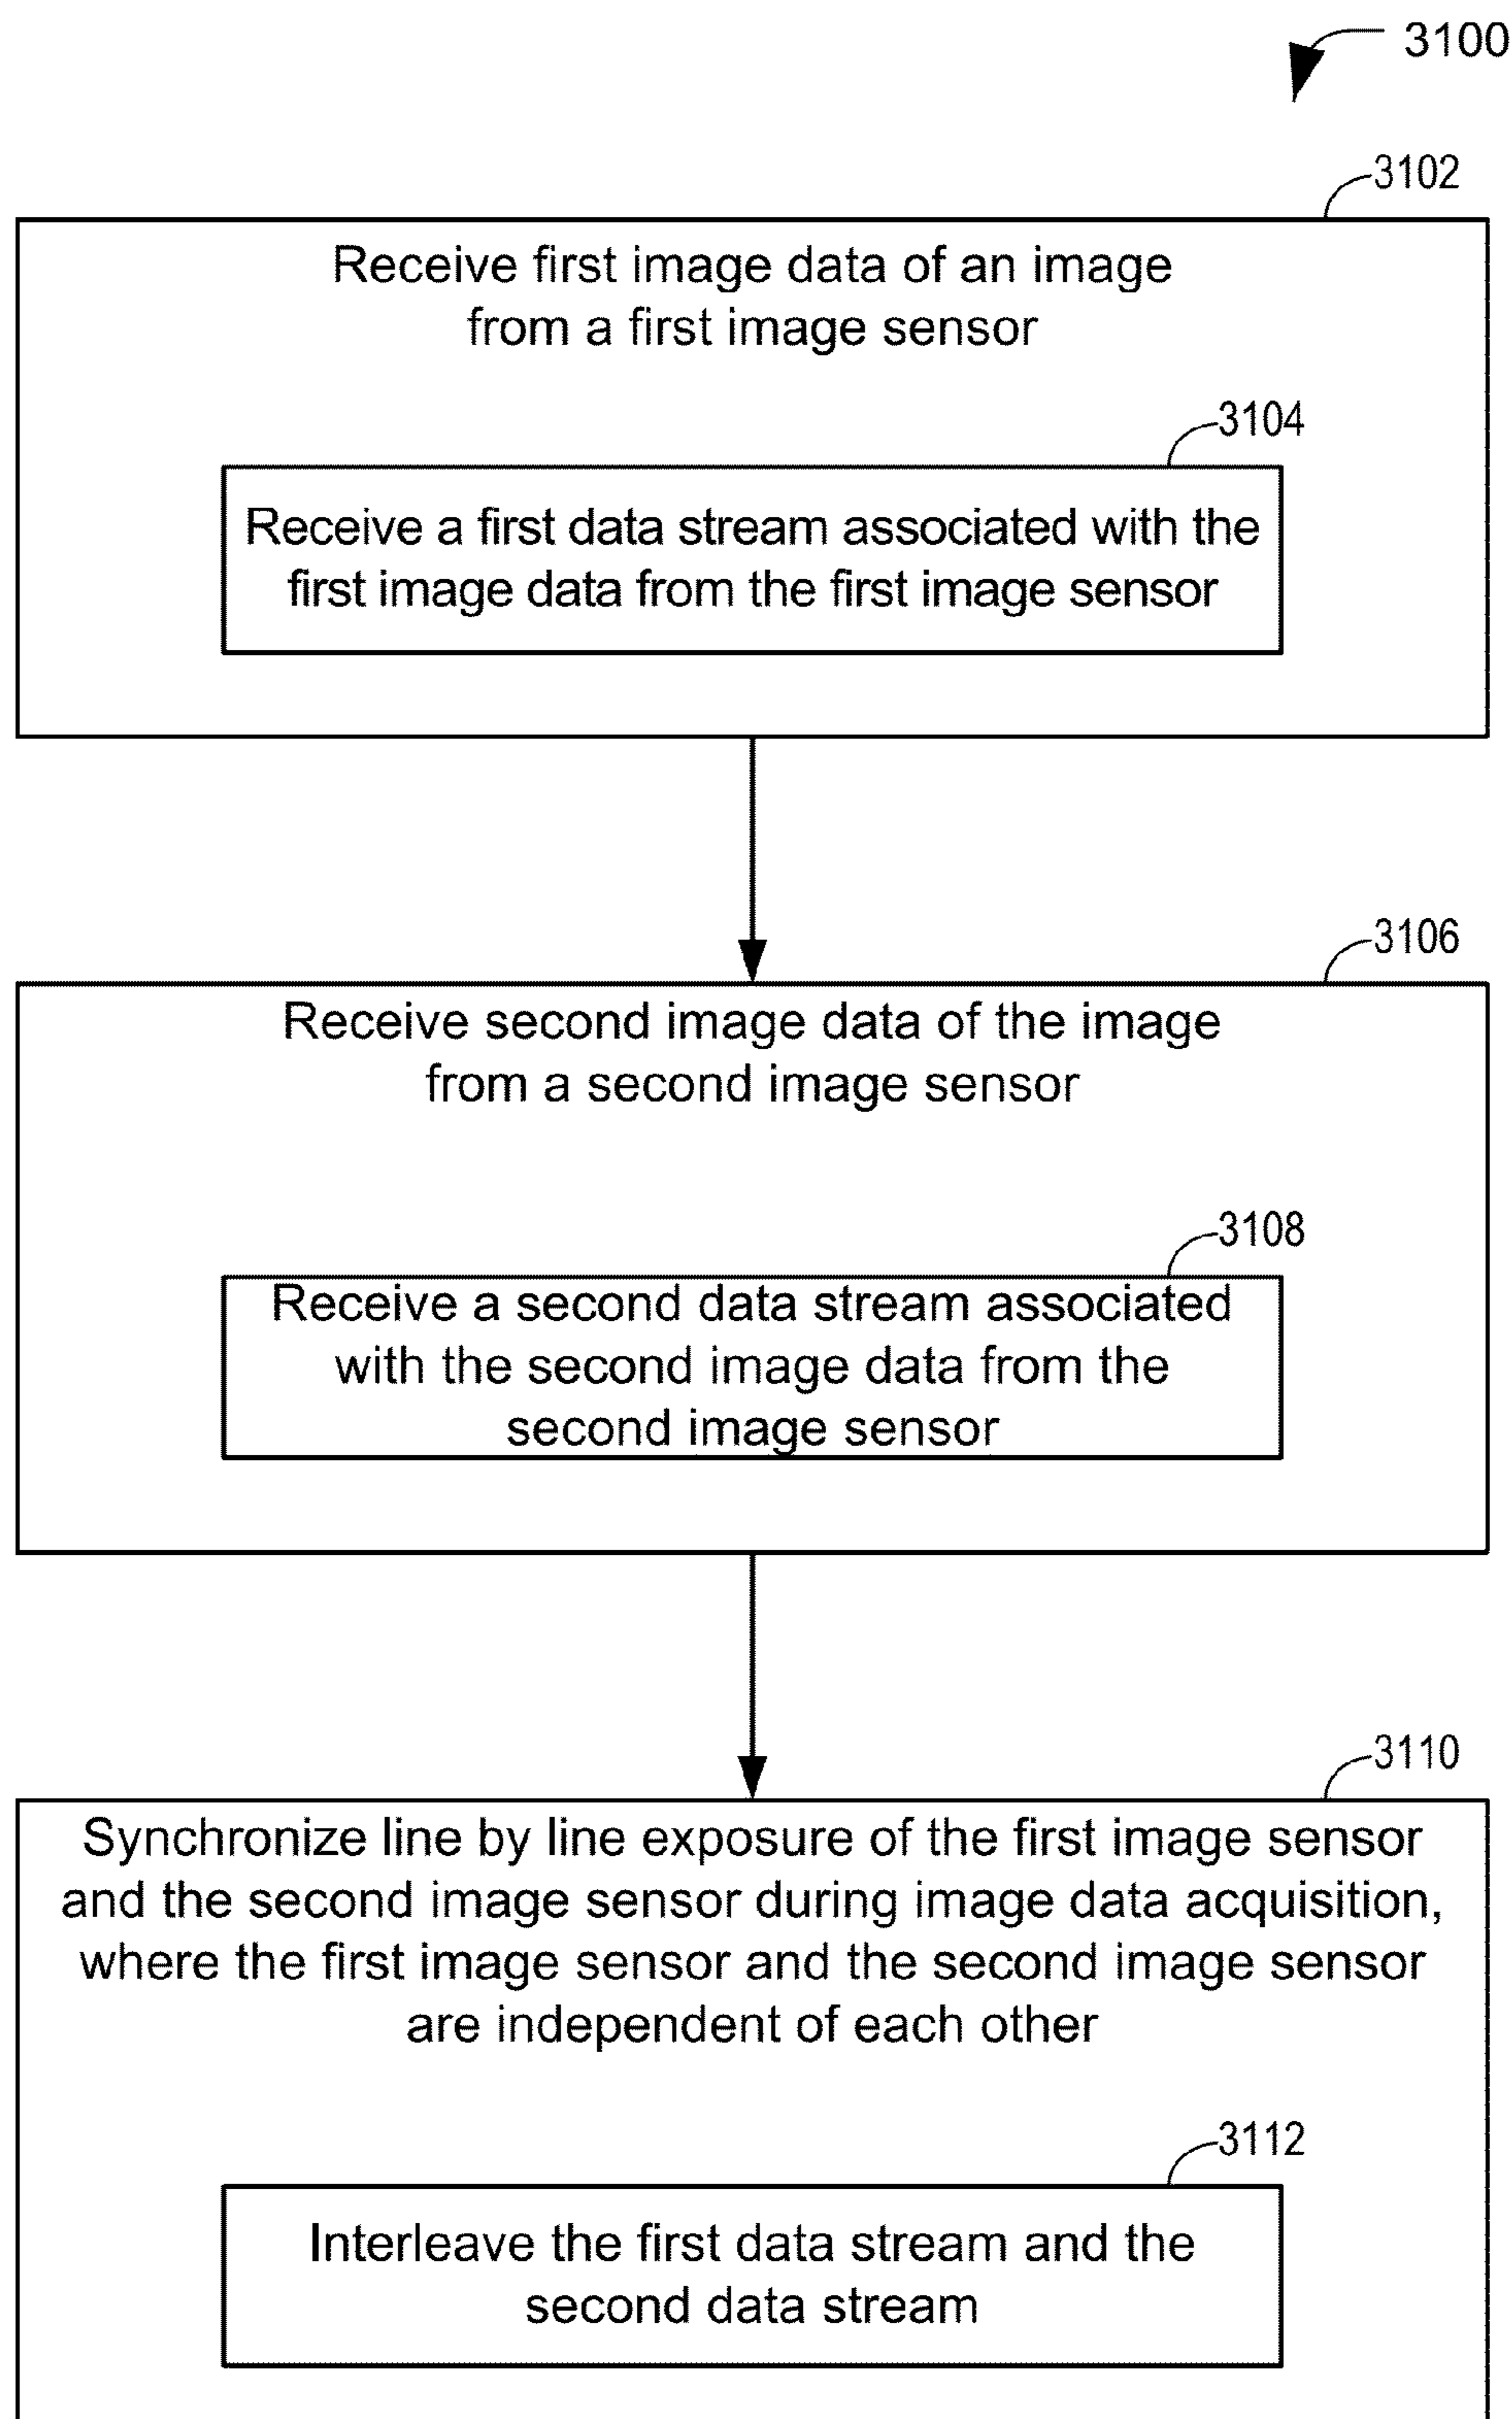 3100
3102
Receive first image data of an image
from a first image sensor
3104
Receive a first data stream associated with the
first image data from the first image sensor
3106
Receive second image data of the image
from a second image sensor
3108
Receive a second data stream associated
with the second image data from the
second image sensor
3110
Synchronize line by line exposure of the first image sensor
and the second image sensor during image data acquisition,
where the first image sensor and the second image sensor
are independent of each other
3112
Interleave the first data stream and the
second data stream